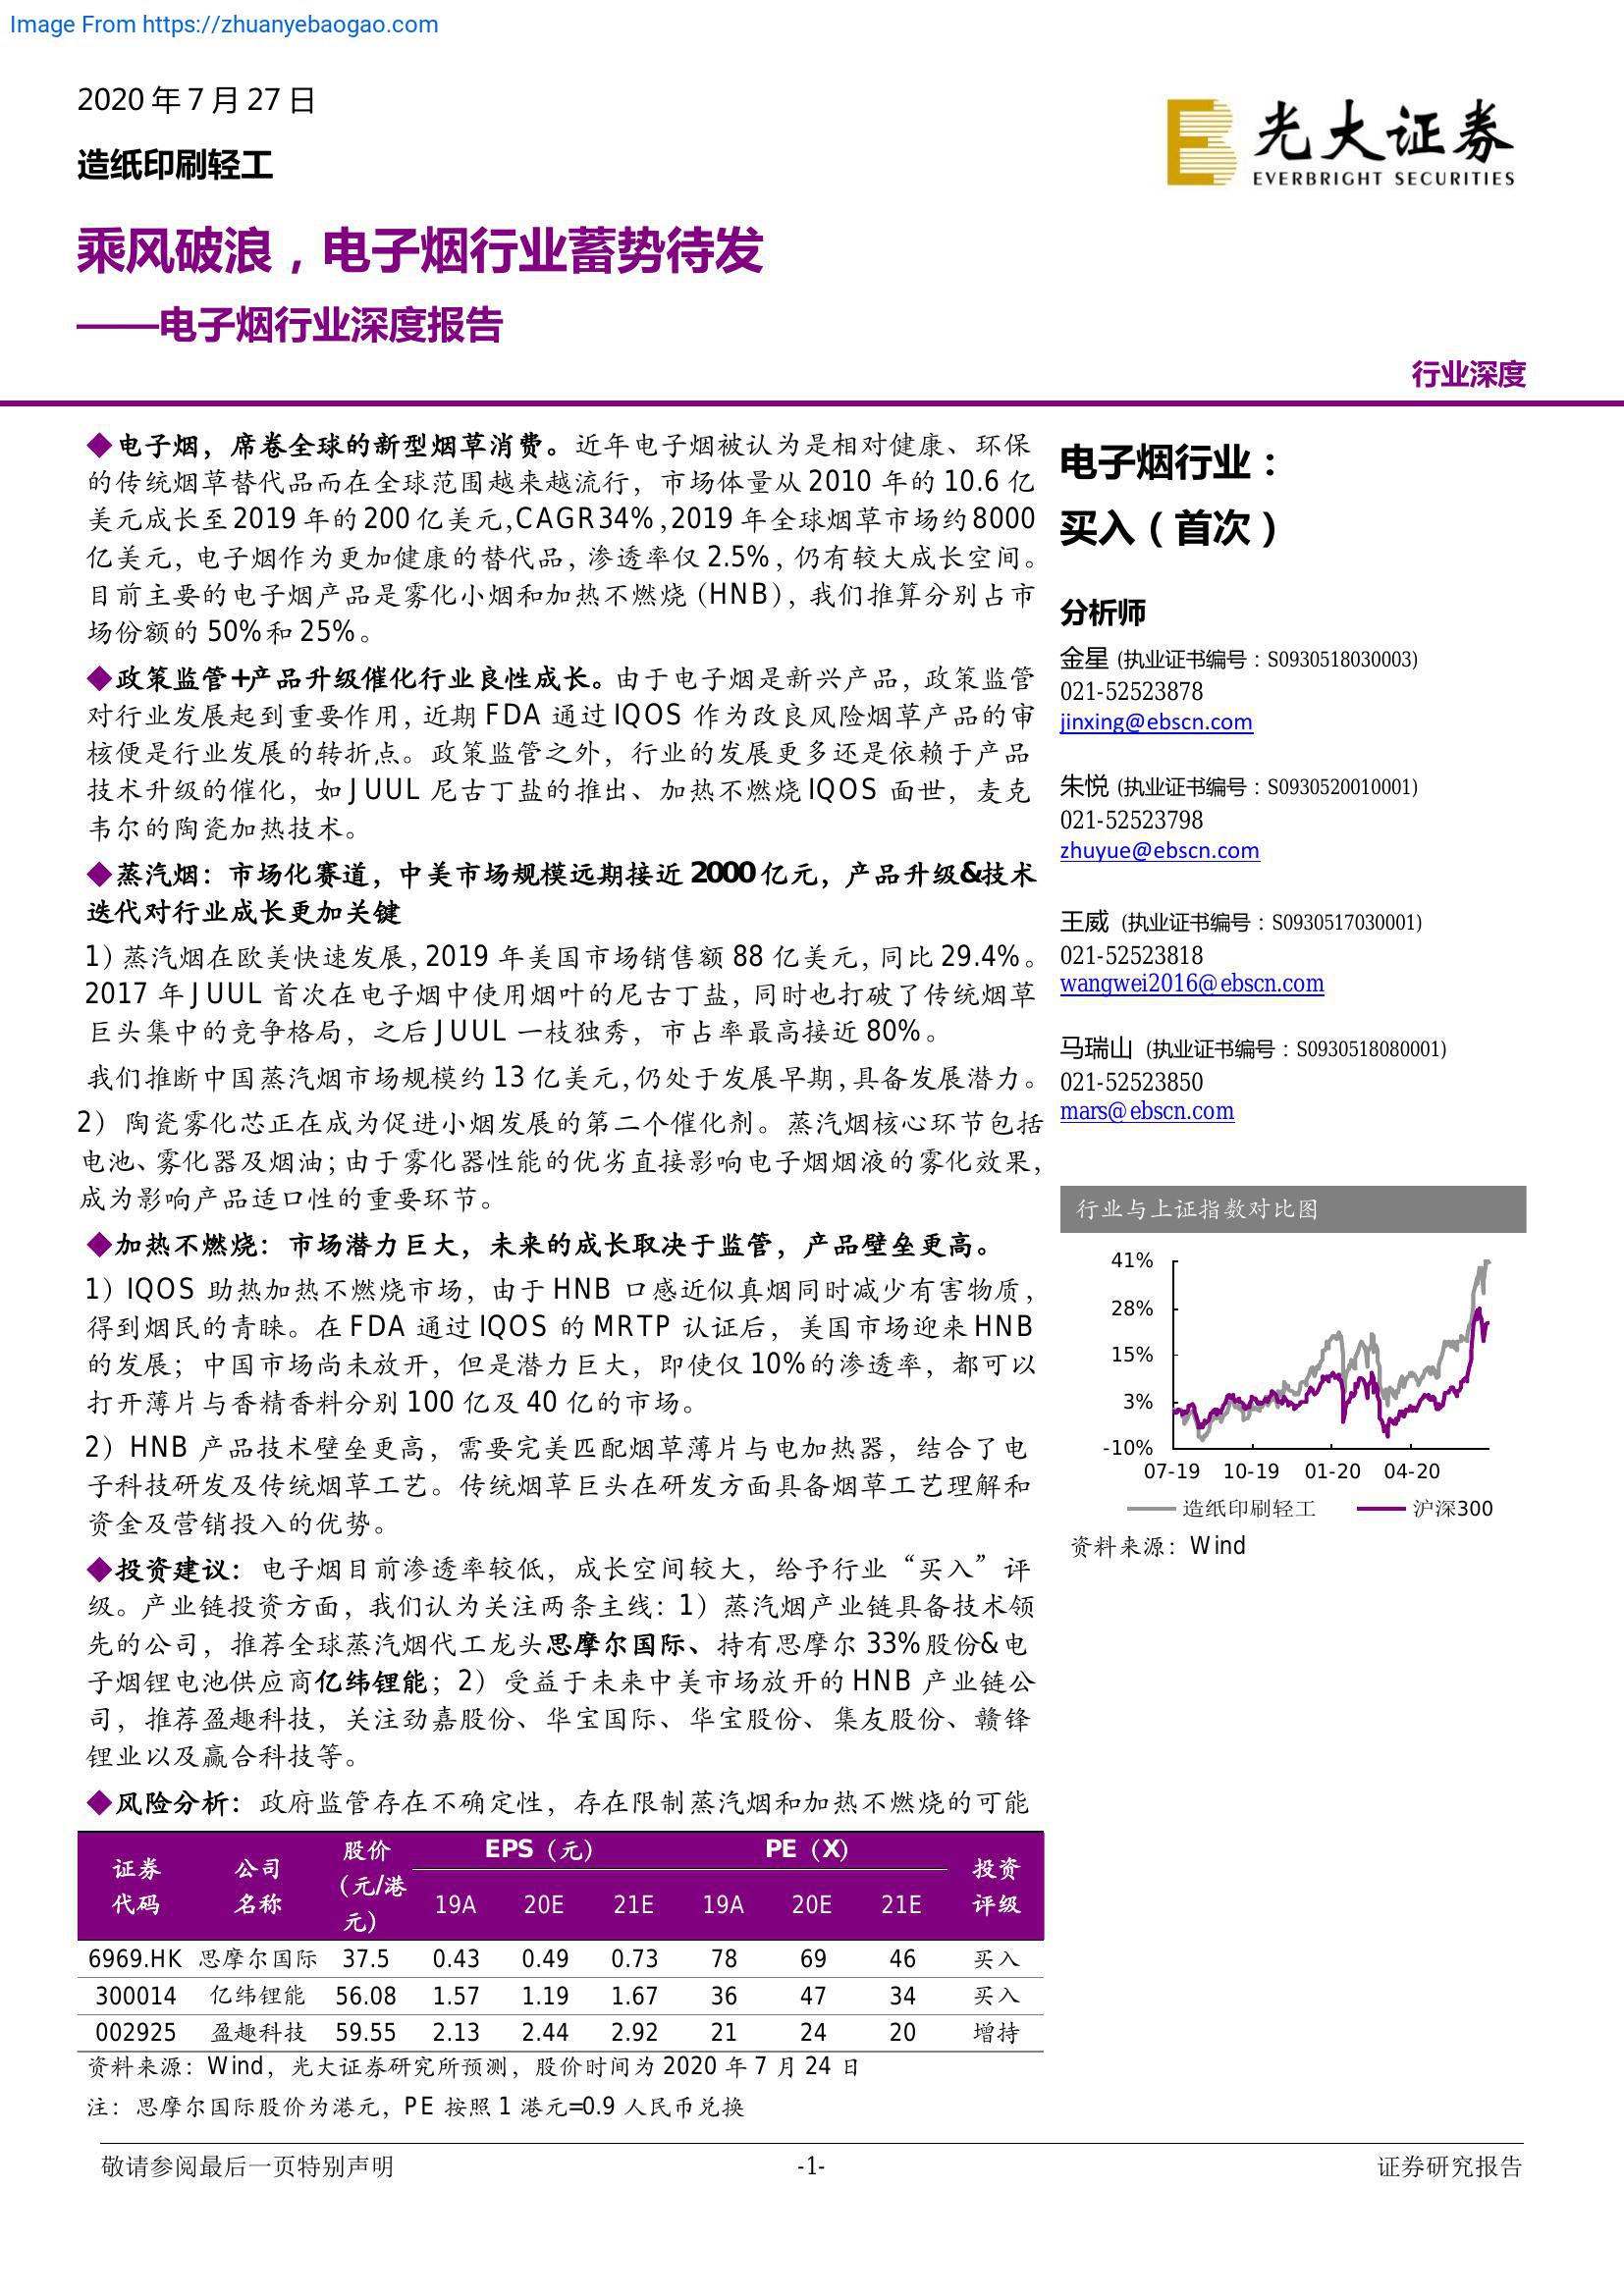 Image From https://zhuanyebaogao.com
2020年7月27日
造纸印刷轻工
光大证券
EVERBRIGHT SECURITIES
乘风破浪，电子烟行业蓄势待发
——电子烟行业深度报告
行业深度
◆电子烟，席卷全球的新型烟草消费。近年电子烟被认为是相对健康、环保
的传统烟草替代品而在全球范围越来越流行，市场体量从 2010 年的 10.6 亿
美元成长至 2019 年的 200 亿美元,CAGR34%,2019 年全球烟草市场约 8000
亿美元, 电子烟作为更加健康的替代品, 渗透率仅 2.5%, 仍有较大成长空间。
目前主要的电子烟产品是雾化小烟和加热不燃烧（HNB），我们推算分别占市
场份额的 50%和 25%。
◆政策监管+产品升级催化行业良性成长。由于电子烟是新兴产品，政策监管
对行业发展起到重要作用，近期 FDA 通过 IQOS 作为改良风险烟草产品的审
核便是行业发展的转折点。政策监管之外，行业的发展更多还是依赖于产品
技术升级的催化，如 JUUL 尼古丁盐的推出、加热不燃烧 IQOS 面世，麦克
韦尔的陶瓷加热技术。
◆蒸汽烟：市场化赛道，中美市场规模远期接近 2000 亿元，产品升级&技术
迭代对行业成长更加关键
1）蒸汽烟在欧美快速发展, 2019 年美国市场销售额 88 亿美元, 同比 29.4%。
2017 年 JUUL 首次在电子烟中使用烟叶的尼古丁盐, 同时也打破了传统烟草
巨头集中的竞争格局，之后 JUUL 一枝独秀，市占率最高接近 80%。
我们推断中国蒸汽烟市场规模约 13 亿美元,仍处于发展早期,具备发展潜力。
2）陶瓷雾化芯正在成为促进小烟发展的第二个催化剂。蒸汽烟核心环节包括
电池、雾化器及烟油；由于雾化器性能的优劣直接影响电子烟烟液的雾化效果，
成为影响产品适口性的重要环节。
◆加热不燃烧：市场潜力巨大，未来的成长取决于监管，产品壁垒更高。
1）IQOS 助热加热不燃烧市场，由于 HNB 口感近似真烟同时减少有害物质，
得到烟民的青睐。在 FDA 通过 IQOS 的 MRTP 认证后，美国市场迎来 HNB
的发展；中国市场尚未放开，但是潜力巨大，即使仅 10%的渗透率，都可以
打开薄片与香精香料分别 100 亿及 40 亿的市场。
2）HNB 产品技术壁垒更高，需要完美匹配烟草薄片与电加热器，结合了电
子科技研发及传统烟草工艺。传统烟草巨头在研发方面具备烟草工艺理解和
资金及营销投入的优势。
◆投资建议：电子烟目前渗透率较低，成长空间较大，给予行业“买入”评
级。产业链投资方面，我们认为关注两条主线：1）蒸汽烟产业链具备技术领
先的公司，推荐全球蒸汽烟代工龙头思摩尔国际、持有思摩尔 33%股份&电
子烟锂电池供应商亿纬锂能；2）受益于未来中美市场放开的 HNB 产业链公
司，推荐盈趣科技，关注劲嘉股份、华宝国际、华宝股份、集友股份、赣锋
锂业以及赢合科技等。
◆风险分析：政府监管存在不确定性，存在限制蒸汽烟和加热不燃烧的可能
证券代码 公司名称 股价（元/港元） EPS（元） PE（X） 投资评级
19A 20E 21E 19A 20E 21E
6969.HK 思摩尔国际 37.5 0.43 0.49 0.73 78 69 46 买入
300014 亿纬锂能 56.08 1.57 1.19 1.67 36 47 34 买入
002925 盈趣科技 59.55 2.13 2.44 2.92 21 24 20 增持
资料来源：Wind，光大证券研究所预测，股价时间为 2020 年 7 月 24 日
注：思摩尔国际股价为港元，PE 按照 1 港元=0.9 人民币兑换
电子烟行业：
买入（首次）
分析师
金星 (执业证书编号：S0930518030003)
021-52523878
jinxing@ebscn.com
朱悦 (执业证书编号：S0930520010001)
021-52523798
zhuyue@ebscn.com
王威 (执业证书编号：S0930517030001)
021-52523818
wangwei2016@ebscn.com
马瑞山 (执业证书编号：S0930518080001)
021-52523850
mars@ebscn.com
行业与上证指数对比图
41%
28%
15%
3%
-10%
07-19 10-19 01-20 04-20
造纸印刷轻工 沪深300
资料来源：Wind
敬请参阅最后一页特别声明 -1- 证券研究报告